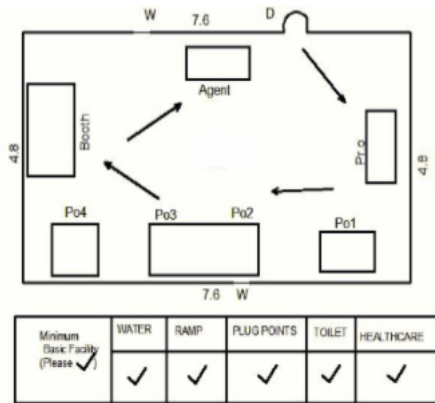 W
7.6
D
Agent
Booth
Pr.o
4.8
4.8
Po4
Po3
Po2
Po1
7.6
W
Minimum
Basic Facility
(Please ✓)
WATER
RAMP
PLUG POINTS
TOILET
HEALTHCARE
✓
✓
✓
✓
✓